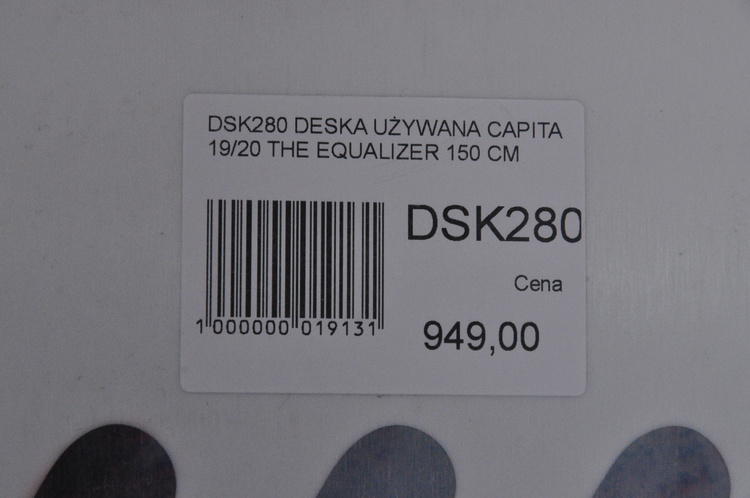 DSK280 DESKA UŻYWANA CAPITA
19/20 THE EQUALIZER 150 CM
DSK280
Cena
949,00
1 000000 019131